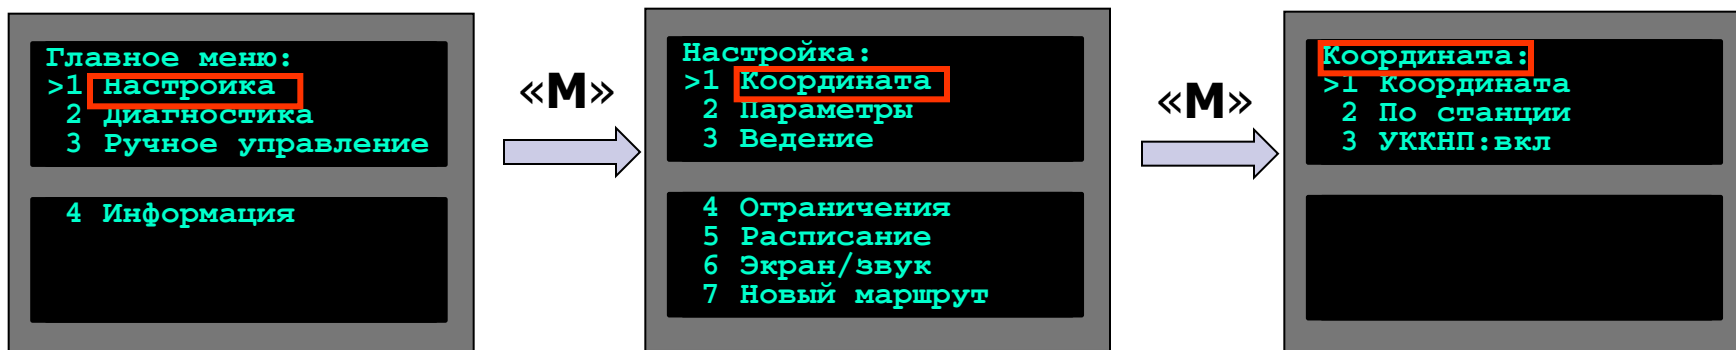 Главное меню:
>1 Настройка
2 Диагностика
3 Ручное управление
4 Информация
«М»
Настройка:
>1 Координата
2 Параметры
3 Ведение
4 Ограничения
5 Расписание
6 Экран/звук
7 Новый маршрут
«М»
Координата:
>1 Координата
2 По станции
3 УККНП:вкл